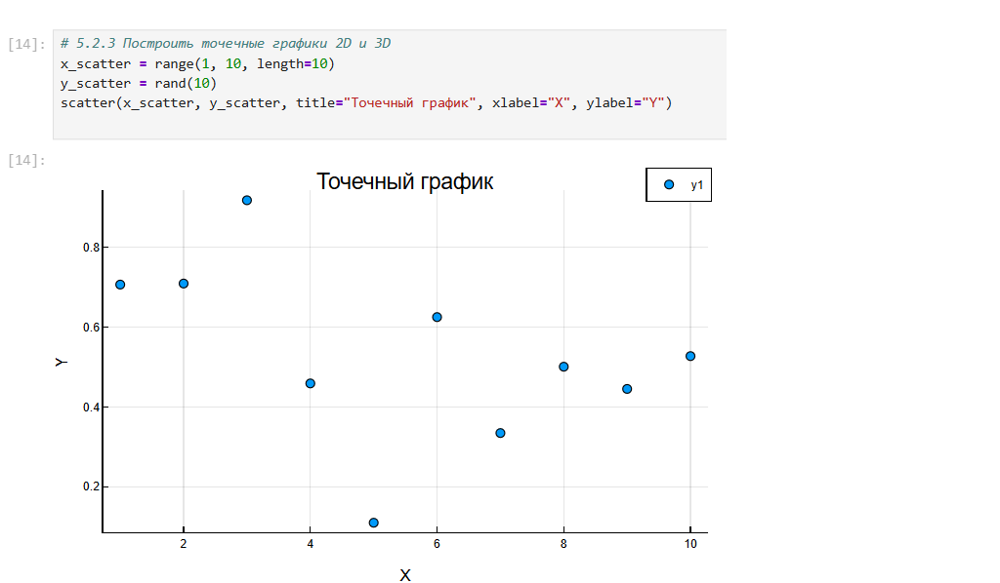 [14]:
# 5.2.3 Построить точечные графики 2D и 3D
x_scatter = range(1, 10, length=10)
y_scatter = rand(10)
scatter(x_scatter, y_scatter, title="Точечный график", xlabel="X", ylabel="Y")
[14]:
Точечный график
y1
0.8
0.6
Y
0.4
0.2
2 4 6 8 10
X